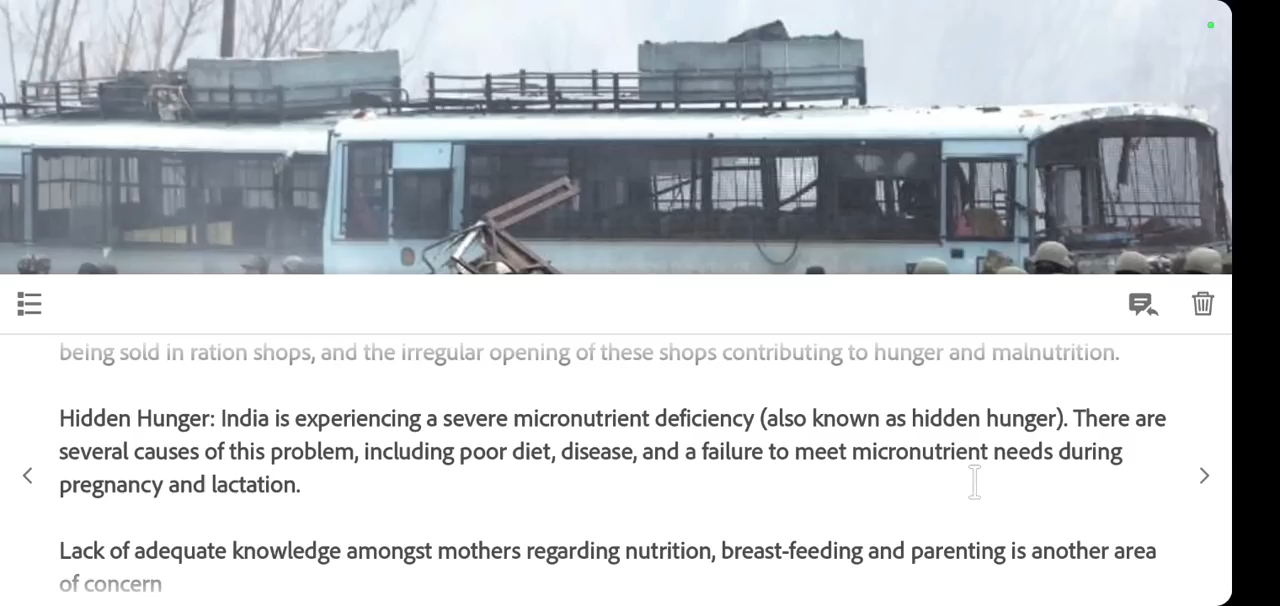 being sold in ration shops, and the irregular opening of these shops contributing to hunger and malnutrition.
Hidden Hunger: India is experiencing a severe micronutrient deficiency (also known as hidden hunger). There are
several causes of this problem, including poor diet, disease, and a failure to meet micronutrient needs during
pregnancy and lactation.
Lack of adequate knowledge amongst mothers regarding nutrition, breast-feeding and parenting is another area
of concern